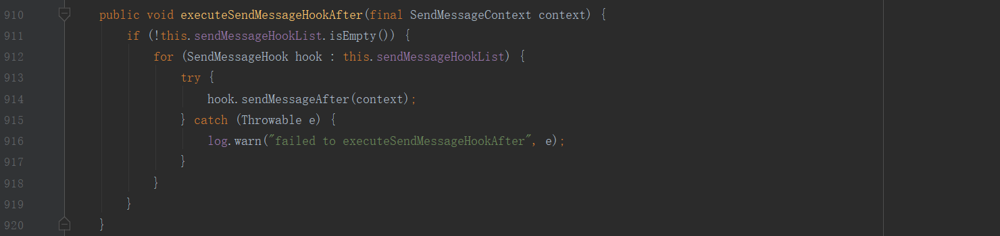 910 public void executeSendMessageHookAfter(final SendMessageContext context) {
911 if (!this.sendMessageHookList.isEmpty()) {
912 for (SendMessageHook hook : this.sendMessageHookList) {
913 try {
914 hook.sendMessageAfter(context);
915 } catch (Throwable e) {
916 log.warn("failed to executeSendMessageHookAfter", e);
917 }
918 }
919 }
920 }